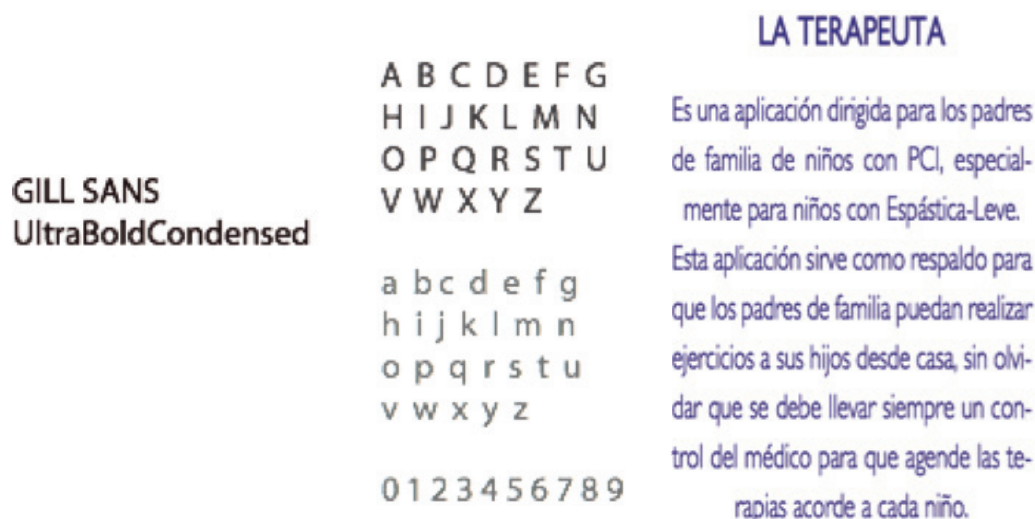 GILL SANS
UltraBoldCondensed
A B C D E F G
H I J K L M N
O P Q R S T U
V W X Y Z
a b c d e f g
h i j k l m n
o p q r s t u
v w x y z
0 1 2 3 4 5 6 7 8 9
LA TERAPEUTA
Es una aplicación dirigida para los padres
de familia de niños con PCI, especial-
mente para niños con Espástica-Leve.
Esta aplicación sirve como respaldo para
que los padres de familia puedan realizar
ejercicios a sus hijos desde casa, sin olvi-
dar que se debe llevar siempre un con-
trol del médico para que agende las te-
rapias acorde a cada niño.